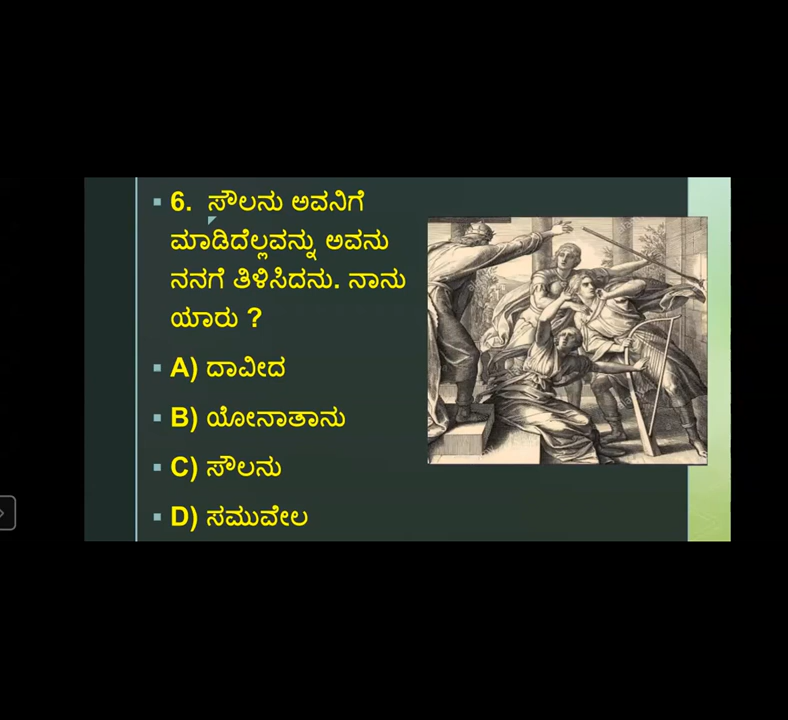 6. ಸೌಲನು ಅವನಿಗೆ
ಮಾಡಿದೆಲ್ಲವನ್ನು ಅವನು
ನನಗೆ ತಿಳಿಸಿದನು. ನಾನು
ಯಾರು ?
A) ದಾವೀದ
B) ಯೋನಾತಾನು
C) ಸೌಲನು
D) ಸಮುವೇಲ